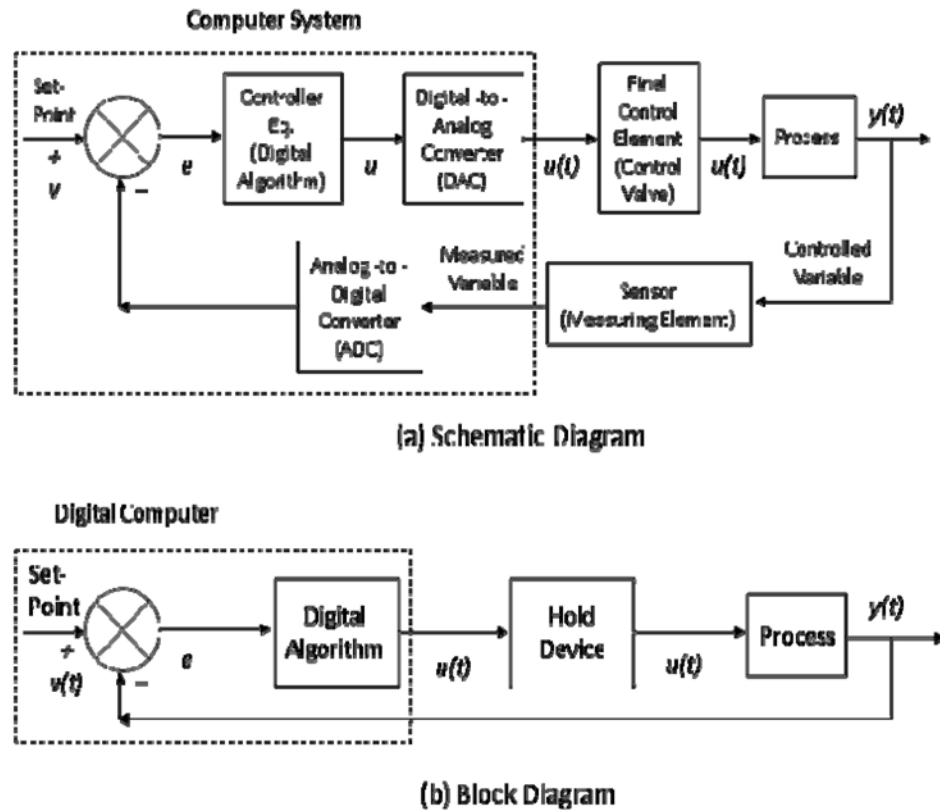 Computer System
Set-
Point
+
v
−
e
Controller
Eq.
(Digital
Algorithm)
u
Digital -to -
Analog
Converter
(DAC)
u(t)
Final
Control
Element
(Control
Valve)
u(t)
Process
y(t)
Analog -to -
Digital
Converter
(ADC)
Measured
Variable
Sensor
(Measuring Element)
Controlled
Variable
(a) Schematic Diagram
Digital Computer
Set-
Point
+
v(t)
−
e
Digital
Algorithm
u(t)
Hold
Device
u(t)
Process
y(t)
(b) Block Diagram